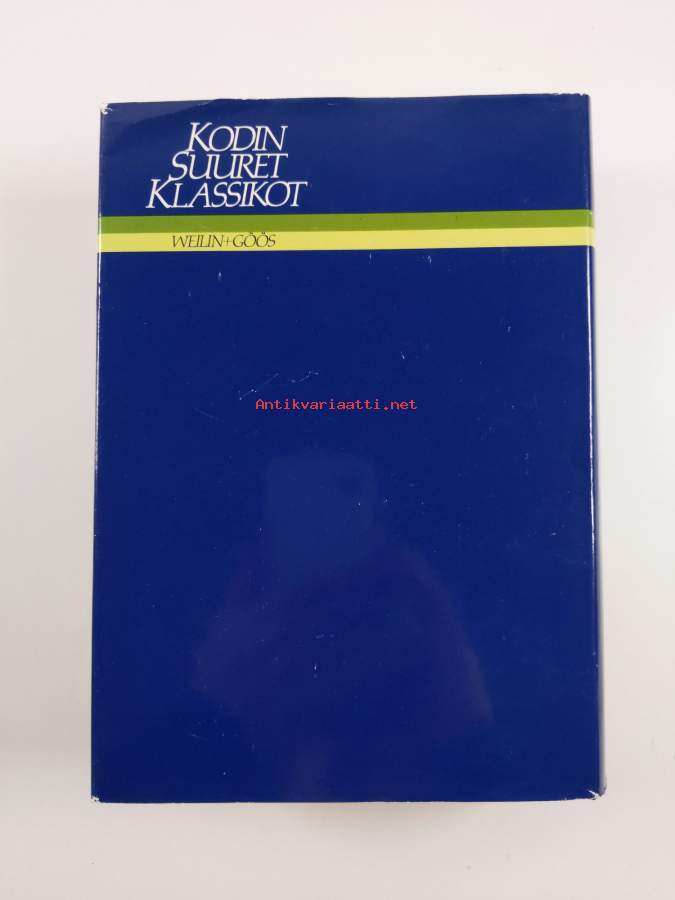 KODIN
SUURET
KLASSIKOT
WEILIN+GÖÖS
Antikvariaatti.net